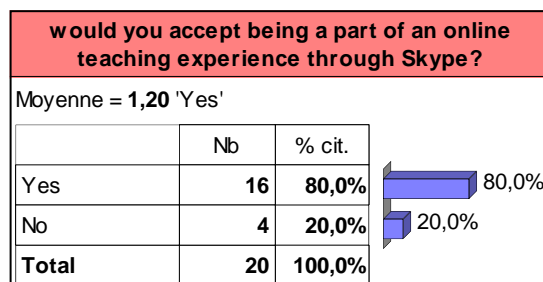 would you accept being a part of an online
teaching experience through Skype?
Moyenne = 1,20 'Yes'
Nb % cit.
Yes 16 80,0% 80,0%
No 4 20,0% 20,0%
Total 20 100,0%